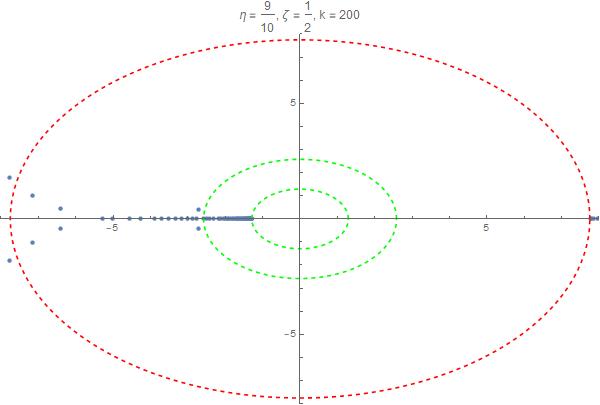 η = 9/10, ζ = 1/2, k = 200
5
-5
5
-5